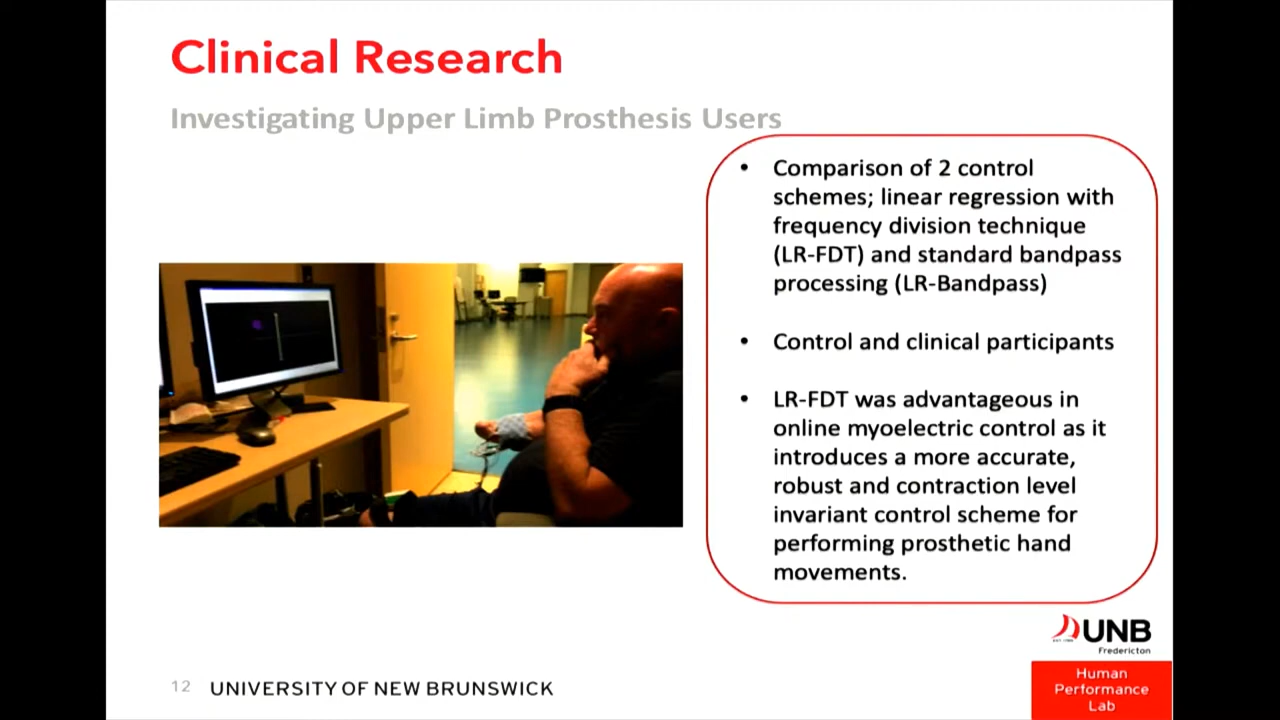 Clinical Research
Investigating Upper Limb Prosthesis Users
• Comparison of 2 control
schemes; linear regression with
frequency division technique
(LR-FDT) and standard bandpass
processing (LR-Bandpass)
• Control and clinical participants
• LR-FDT was advantageous in
online myoelectric control as it
introduces a more accurate,
robust and contraction level
invariant control scheme for
performing prosthetic hand
movements.
UNB
Fredericton
12 UNIVERSITY OF NEW BRUNSWICK
Human
Performance
Lab